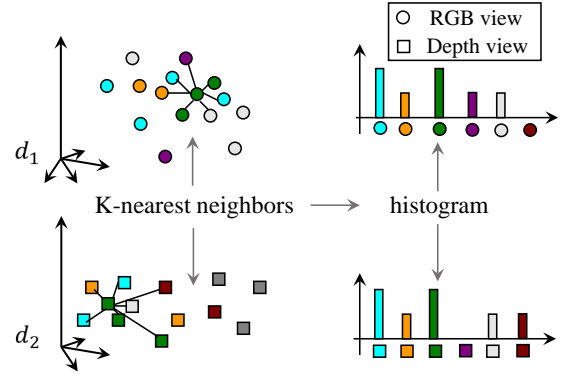 RGB view
Depth view
d1
K-nearest neighbors
histogram
d2